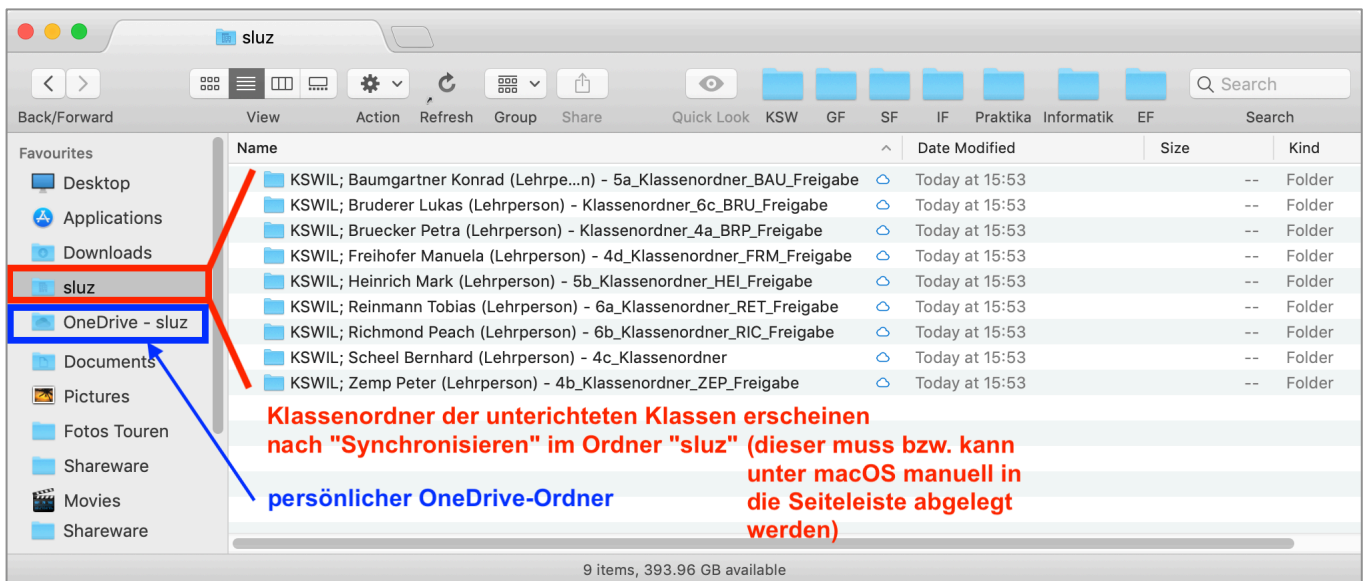 sluz
Back/Forward View Action Refresh Group Share Quick Look KSW GF SF IF Praktika Informatik EF Search
Search
Favourites
Desktop
Applications
Downloads
sluz
OneDrive - sluz
Documents
Pictures
Fotos Touren
Shareware
Movies
Shareware
Name Date Modified Size Kind
KSWIL; Baumgartner Konrad (Lehrpe...n) - 5a_Klassenordner_BAU_Freigabe Today at 15:53 -- Folder
KSWIL; Bruderer Lukas (Lehrperson) - Klassenordner_6c_BRU_Freigabe Today at 15:53 -- Folder
KSWIL; Bruecker Petra (Lehrperson) - Klassenordner_4a_BRP_Freigabe Today at 15:53 -- Folder
KSWIL; Freihofer Manuela (Lehrperson) - 4d_Klassenordner_FRM_Freigabe Today at 15:53 -- Folder
KSWIL; Heinrich Mark (Lehrperson) - 5b_Klassenordner_HEI_Freigabe Today at 15:53 -- Folder
KSWIL; Reinmann Tobias (Lehrperson) - 6a_Klassenordner_RET_Freigabe Today at 15:53 -- Folder
KSWIL; Richmond Peach (Lehrperson) - 6b_Klassenordner_RIC_Freigabe Today at 15:53 -- Folder
KSWIL; Scheel Bernhard (Lehrperson) - 4c_Klassenordner Today at 15:53 -- Folder
KSWIL; Zemp Peter (Lehrperson) - 4b_Klassenordner_ZEP_Freigabe Today at 15:53 -- Folder
Klassenordner der unterichteten Klassen erscheinen
nach "Synchronisieren" im Ordner "sluz" (dieser muss bzw. kann
unter macOS manuell in
die Seiteleiste abgelegt
werden)
persönlicher OneDrive-Ordner
9 items, 393.96 GB available